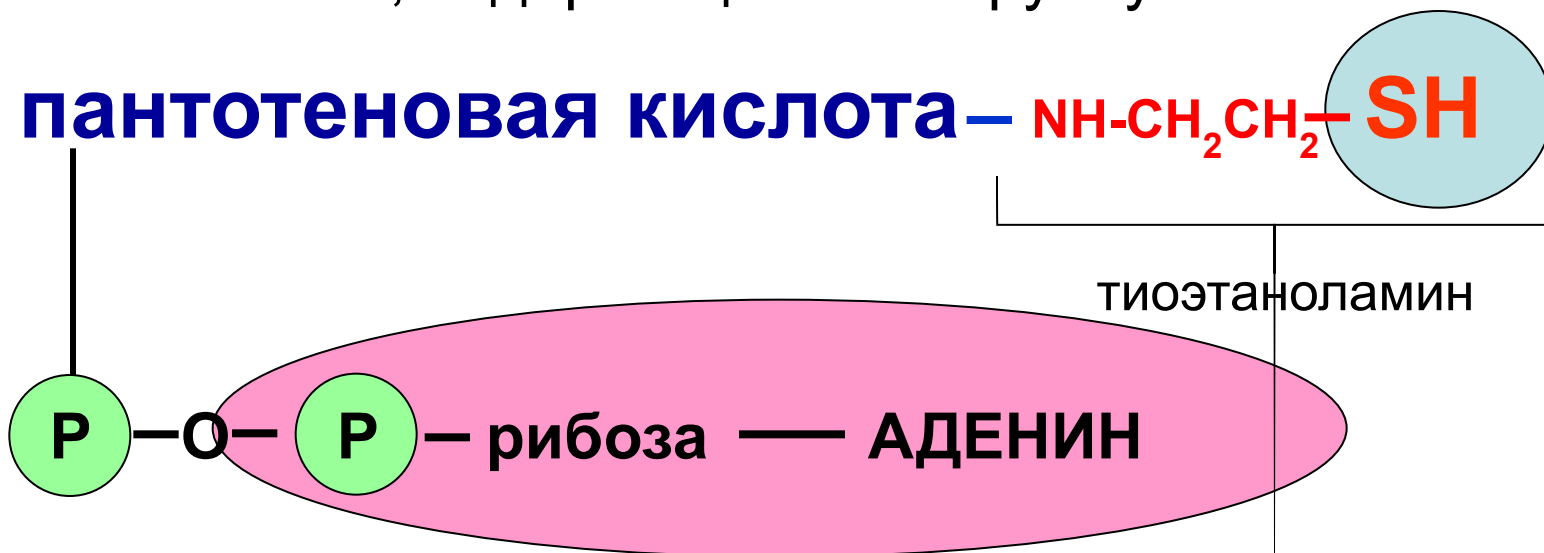 пантотеновая кислота – NH-CH₂CH₂– SH
тиоэтаноламин
P –O– P – рибоза — АДЕНИН